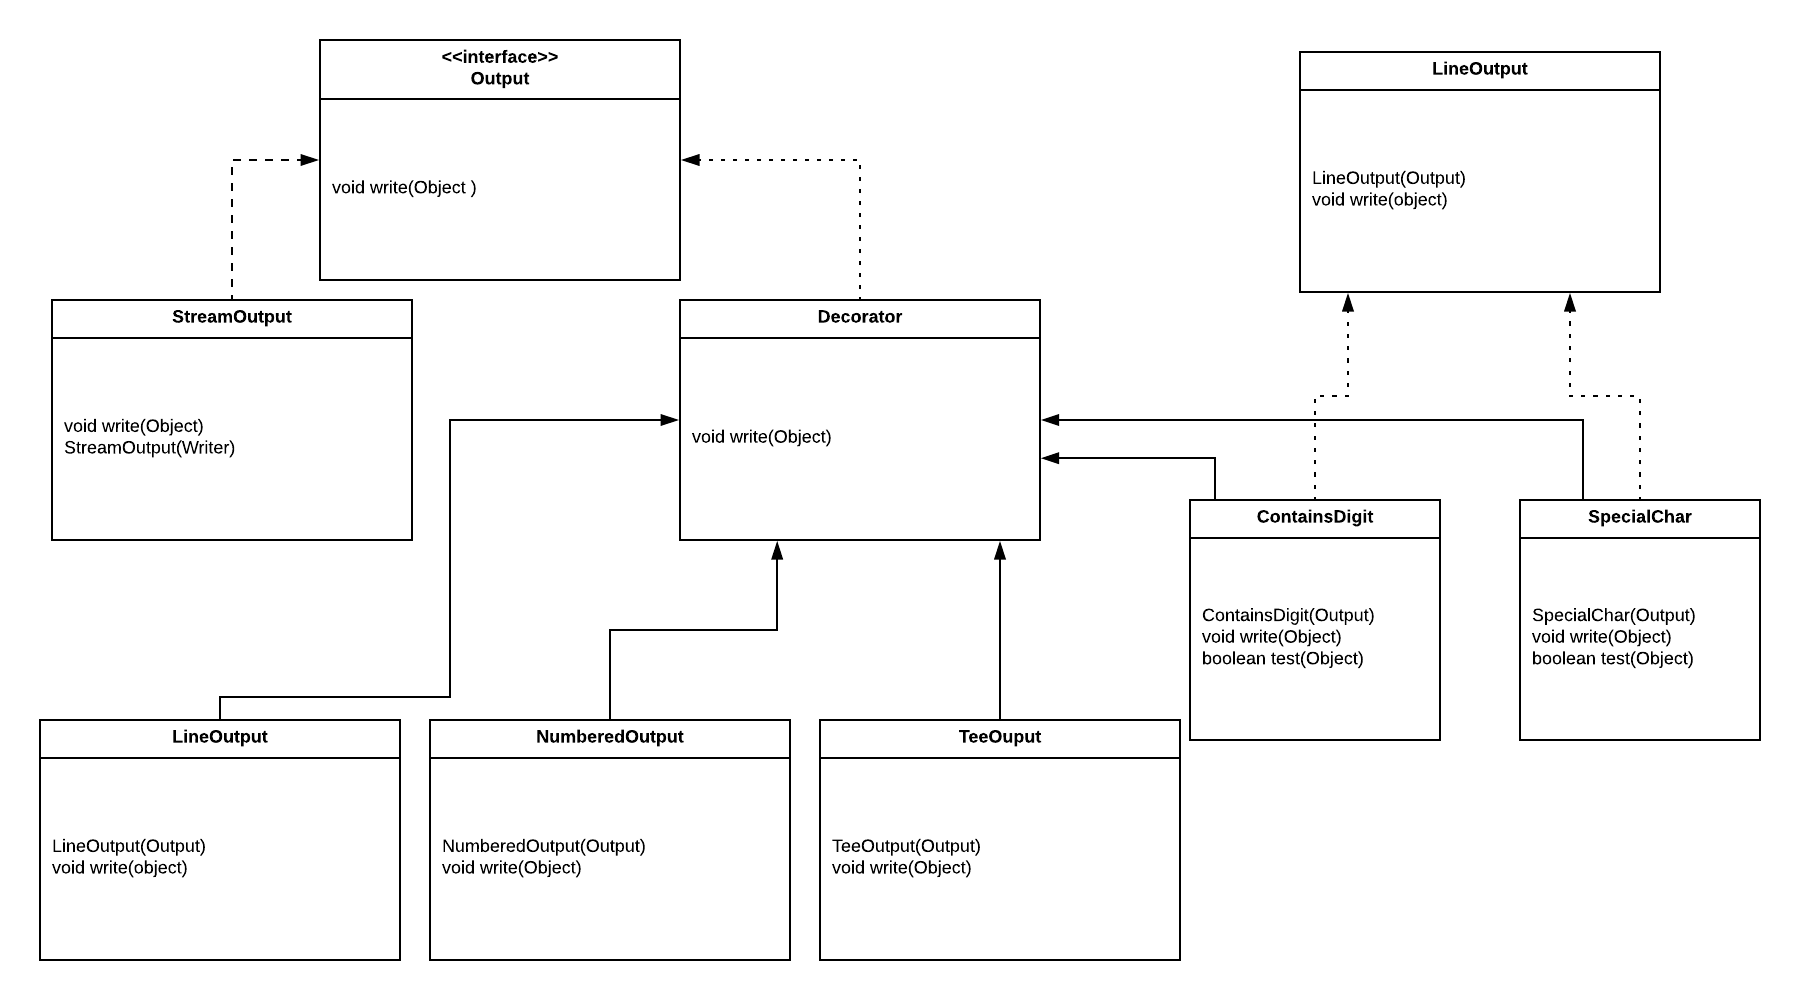 <<interface>>
Output
void write(Object )
LineOutput
LineOutput(Output)
void write(object)
StreamOutput
void write(Object)
StreamOutput(Writer)
Decorator
void write(Object)
ContainsDigit
ContainsDigit(Output)
void write(Object)
boolean test(Object)
SpecialChar
SpecialChar(Output)
void write(Object)
boolean test(Object)
LineOutput
LineOutput(Output)
void write(object)
NumberedOutput
NumberedOutput(Output)
void write(Object)
TeeOuput
TeeOutput(Output)
void write(Object)